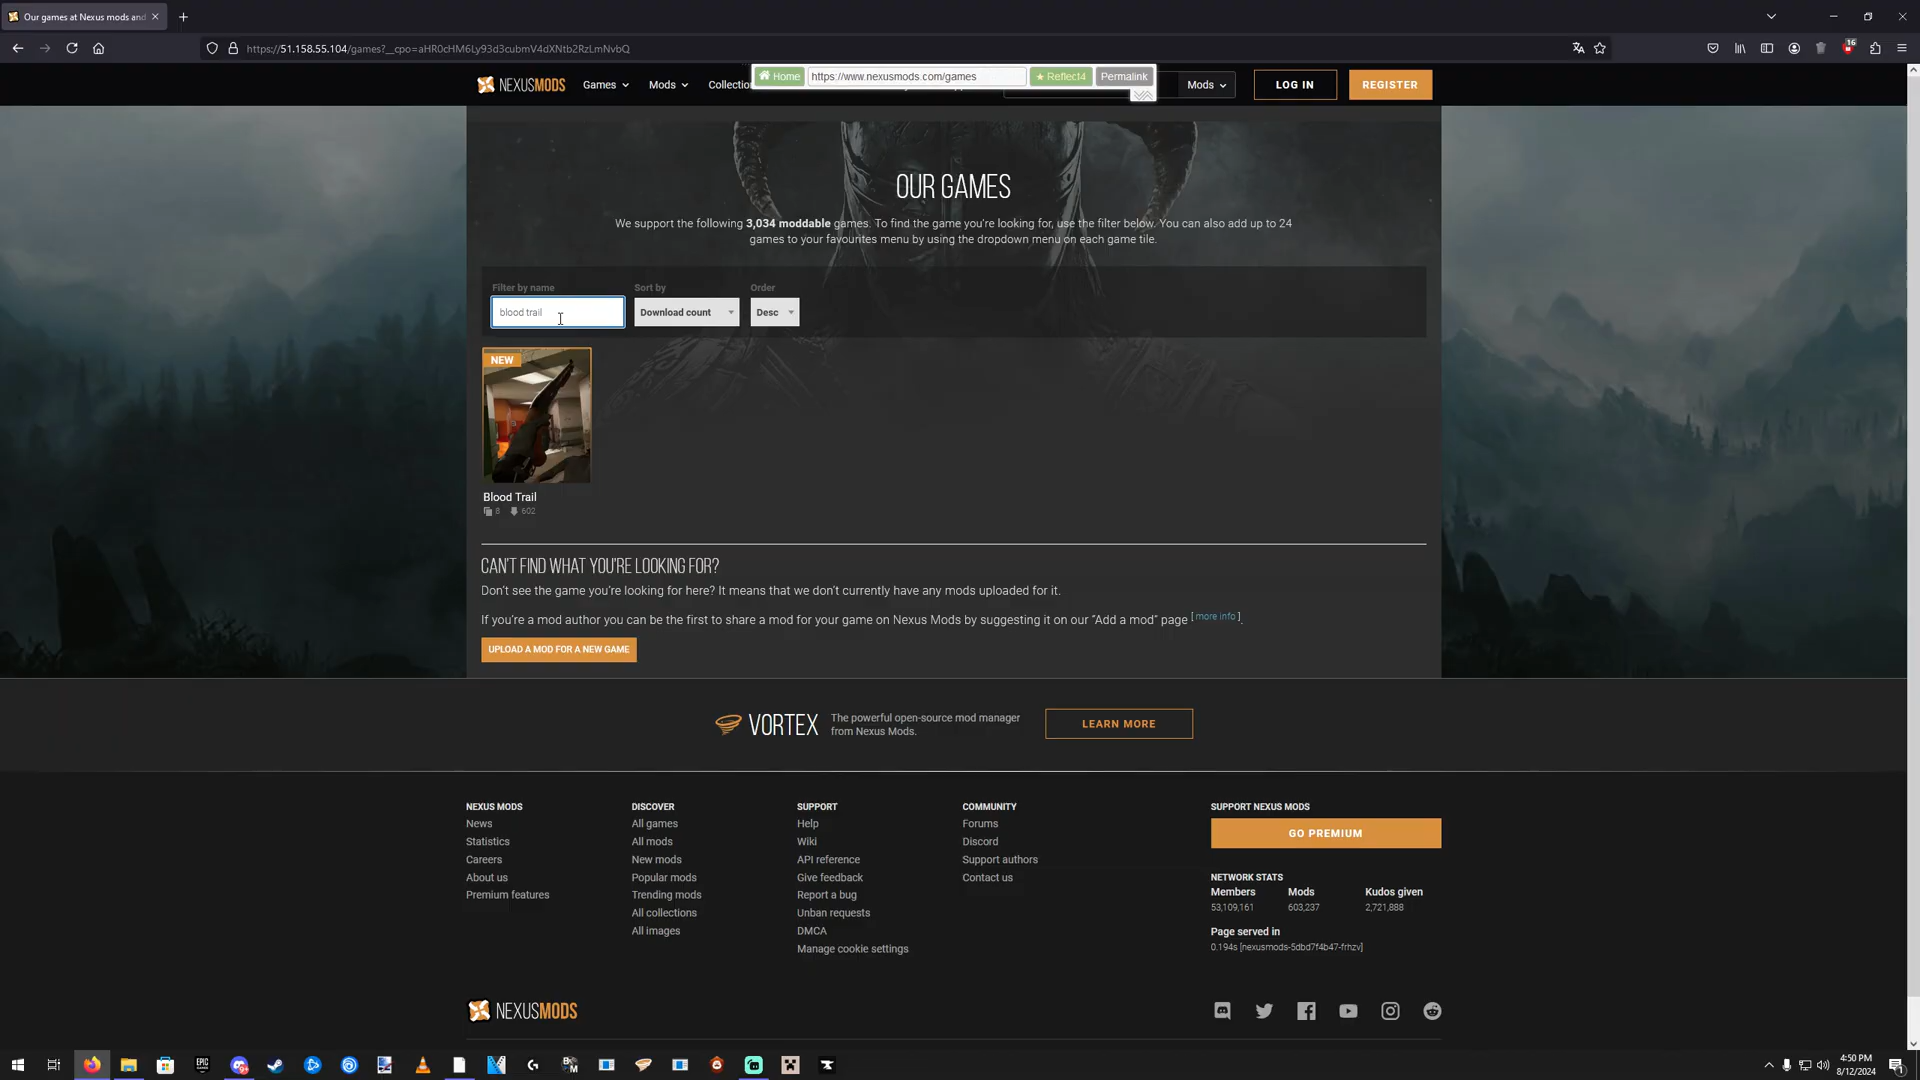 Our games at Nexus mods and
https://51.158.55.104/games?__cpo=aHR0cHM6Ly93d3cubmV4dXNtb2RzLmNvbQ
16
NEXUSMODS
Games
Mods
Collectio
Home
https://www.nexusmods.com/games
Reflect4
Permalink
Mods
LOG IN
REGISTER
OUR GAMES
We support the following 3,034 moddable games. To find the game you're looking for, use the filter below. You can also add up to 24
games to your favourites menu by using the dropdown menu on each game tile.
Filter by name
Sort by
Order
blood trail
Download count
Desc
NEW
Blood Trail
8
602
CAN'T FIND WHAT YOU'RE LOOKING FOR?
Don't see the game you're looking for here? It means that we don't currently have any mods uploaded for it.
If you're a mod author you can be the first to share a mod for your game on Nexus Mods by suggesting it on our "Add a mod" page [ more info ].
UPLOAD A MOD FOR A NEW GAME
VORTEX
The powerful open-source mod manager
from Nexus Mods.
LEARN MORE
NEXUS MODS
News
Statistics
Careers
About us
Premium features
DISCOVER
All games
All mods
New mods
Popular mods
Trending mods
All collections
All images
SUPPORT
Help
Wiki
API reference
Give feedback
Report a bug
Unban requests
DMCA
Manage cookie settings
COMMUNITY
Forums
Discord
Support authors
Contact us
SUPPORT NEXUS MODS
GO PREMIUM
NETWORK STATS
Members
Mods
Kudos given
53,109,161
603,237
2,721,888
Page served in
0.194s [nexusmods-5dbd7f4b47-frhzv]
NEXUSMODS
4:50 PM
8/12/2024